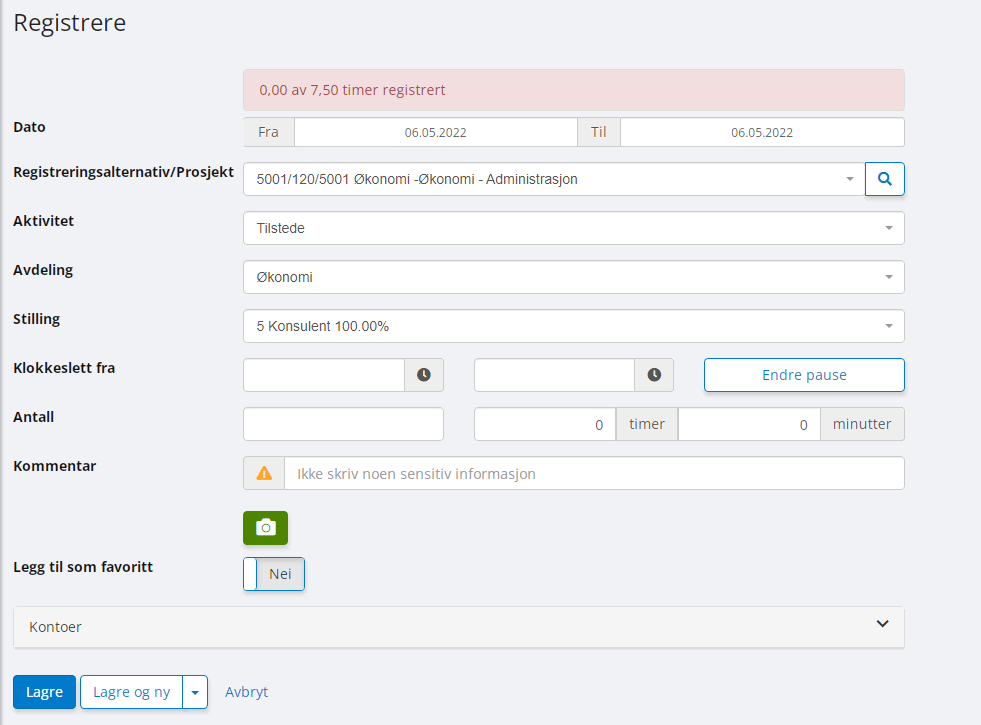 Registrere
0,00 av 7,50 timer registrert
Dato
Fra 06.05.2022 Til 06.05.2022
Registreringsalternativ/Prosjekt 5001/120/5001 Økonomi -Økonomi - Administrasjon
Aktivitet Tilstede
Avdeling Økonomi
Stilling 5 Konsulent 100.00%
Klokkeslett fra Endre pause
Antall 0 timer 0 minutter
Kommentar Ikke skriv noen sensitiv informasjon
Legg til som favoritt Nei
Kontoer
Lagre Lagre og ny Avbryt